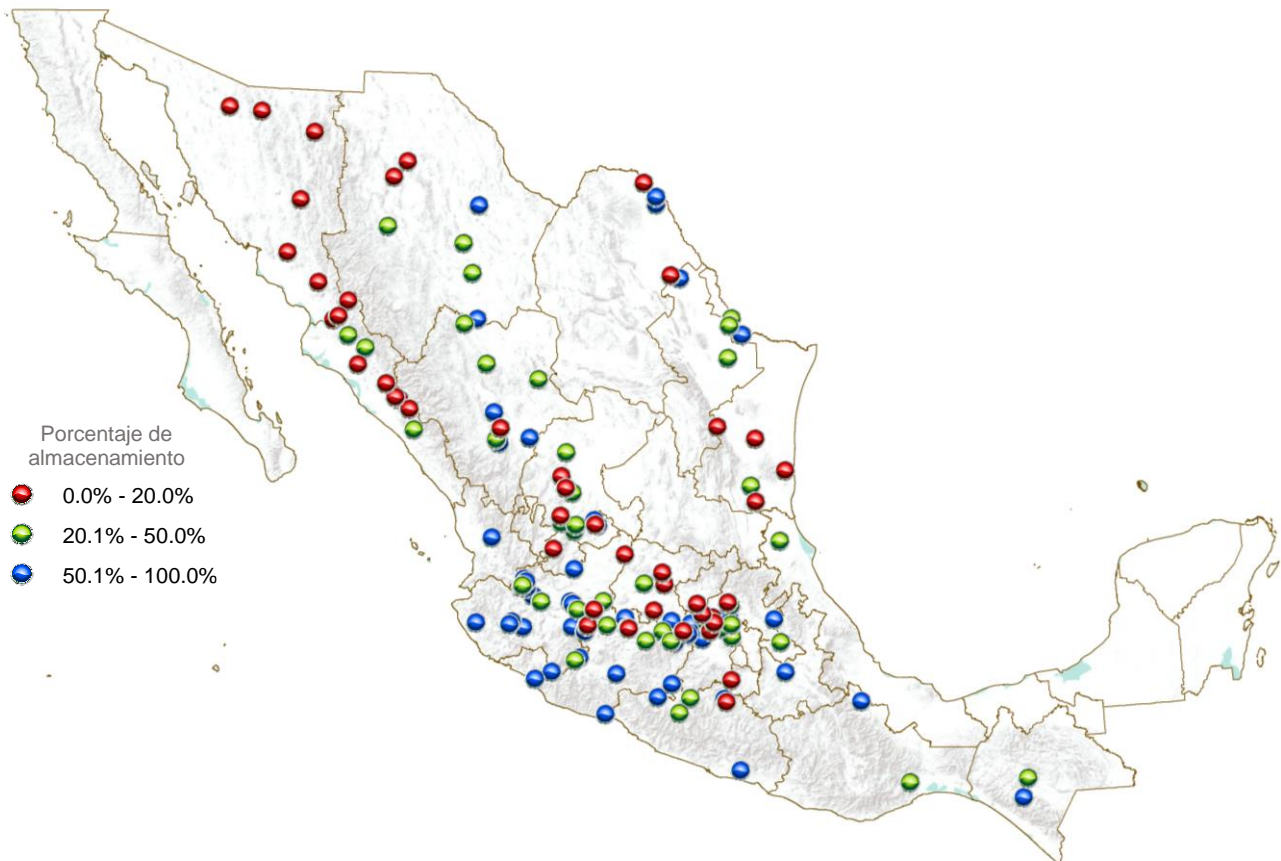 Porcentaje de
almacenamiento
0.0% - 20.0%
20.1% - 50.0%
50.1% - 100.0%